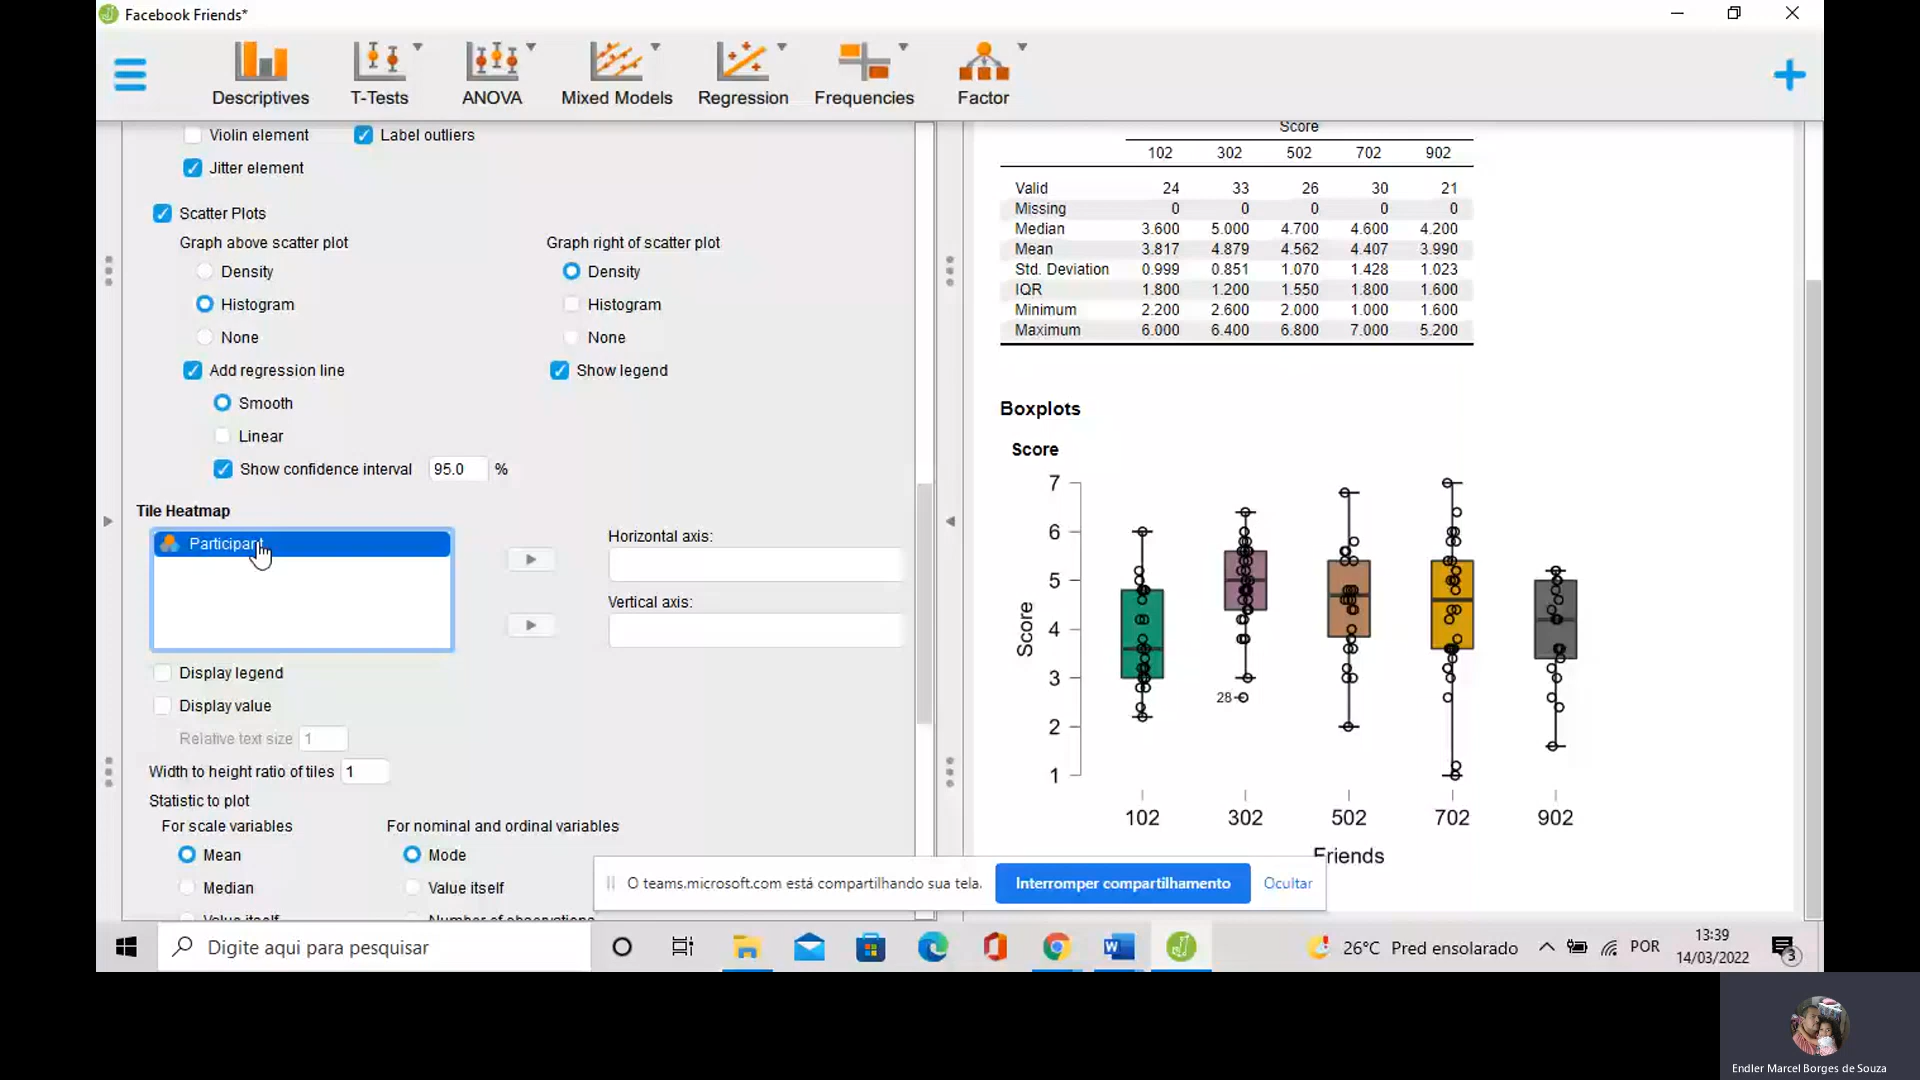 Facebook Friends*
Descriptives T-Tests ANOVA Mixed Models Regression Frequencies Factor
Violin element Label outliers
Jitter element
Scatter Plots
Graph above scatter plot Graph right of scatter plot
Density Density
Histogram Histogram
None None
Add regression line Show legend
Smooth
Linear
Show confidence interval 95.0 %
Tile Heatmap
Participant
Horizontal axis:
Vertical axis:
Display legend
Display value
Relative text size 1
Width to height ratio of tiles 1
Statistic to plot
For scale variables For nominal and ordinal variables
Mean Mode
Median Value itself
Value itself Number of observations
Score
102 302 502 702 902
Valid 24 33 26 30 21
Missing 0 0 0 0 0
Median 3.600 5.000 4.700 4.600 4.200
Mean 3.817 4.879 4.562 4.407 3.990
Std. Deviation 0.999 0.851 1.070 1.428 1.023
IQR 1.800 1.200 1.550 1.800 1.600
Minimum 2.200 2.600 2.000 1.000 1.600
Maximum 6.000 6.400 6.800 7.000 5.200
Boxplots
Score
7
6
5
4
3
2
1
Score
28
102 302 502 702 902
Friends
O teams.microsoft.com está compartilhando sua tela. Interromper compartilhamento Ocultar
Digite aqui para pesquisar
26°C Pred ensolarado
POR
13:39
14/03/2022
3
Endler Marcel Borges de Souza